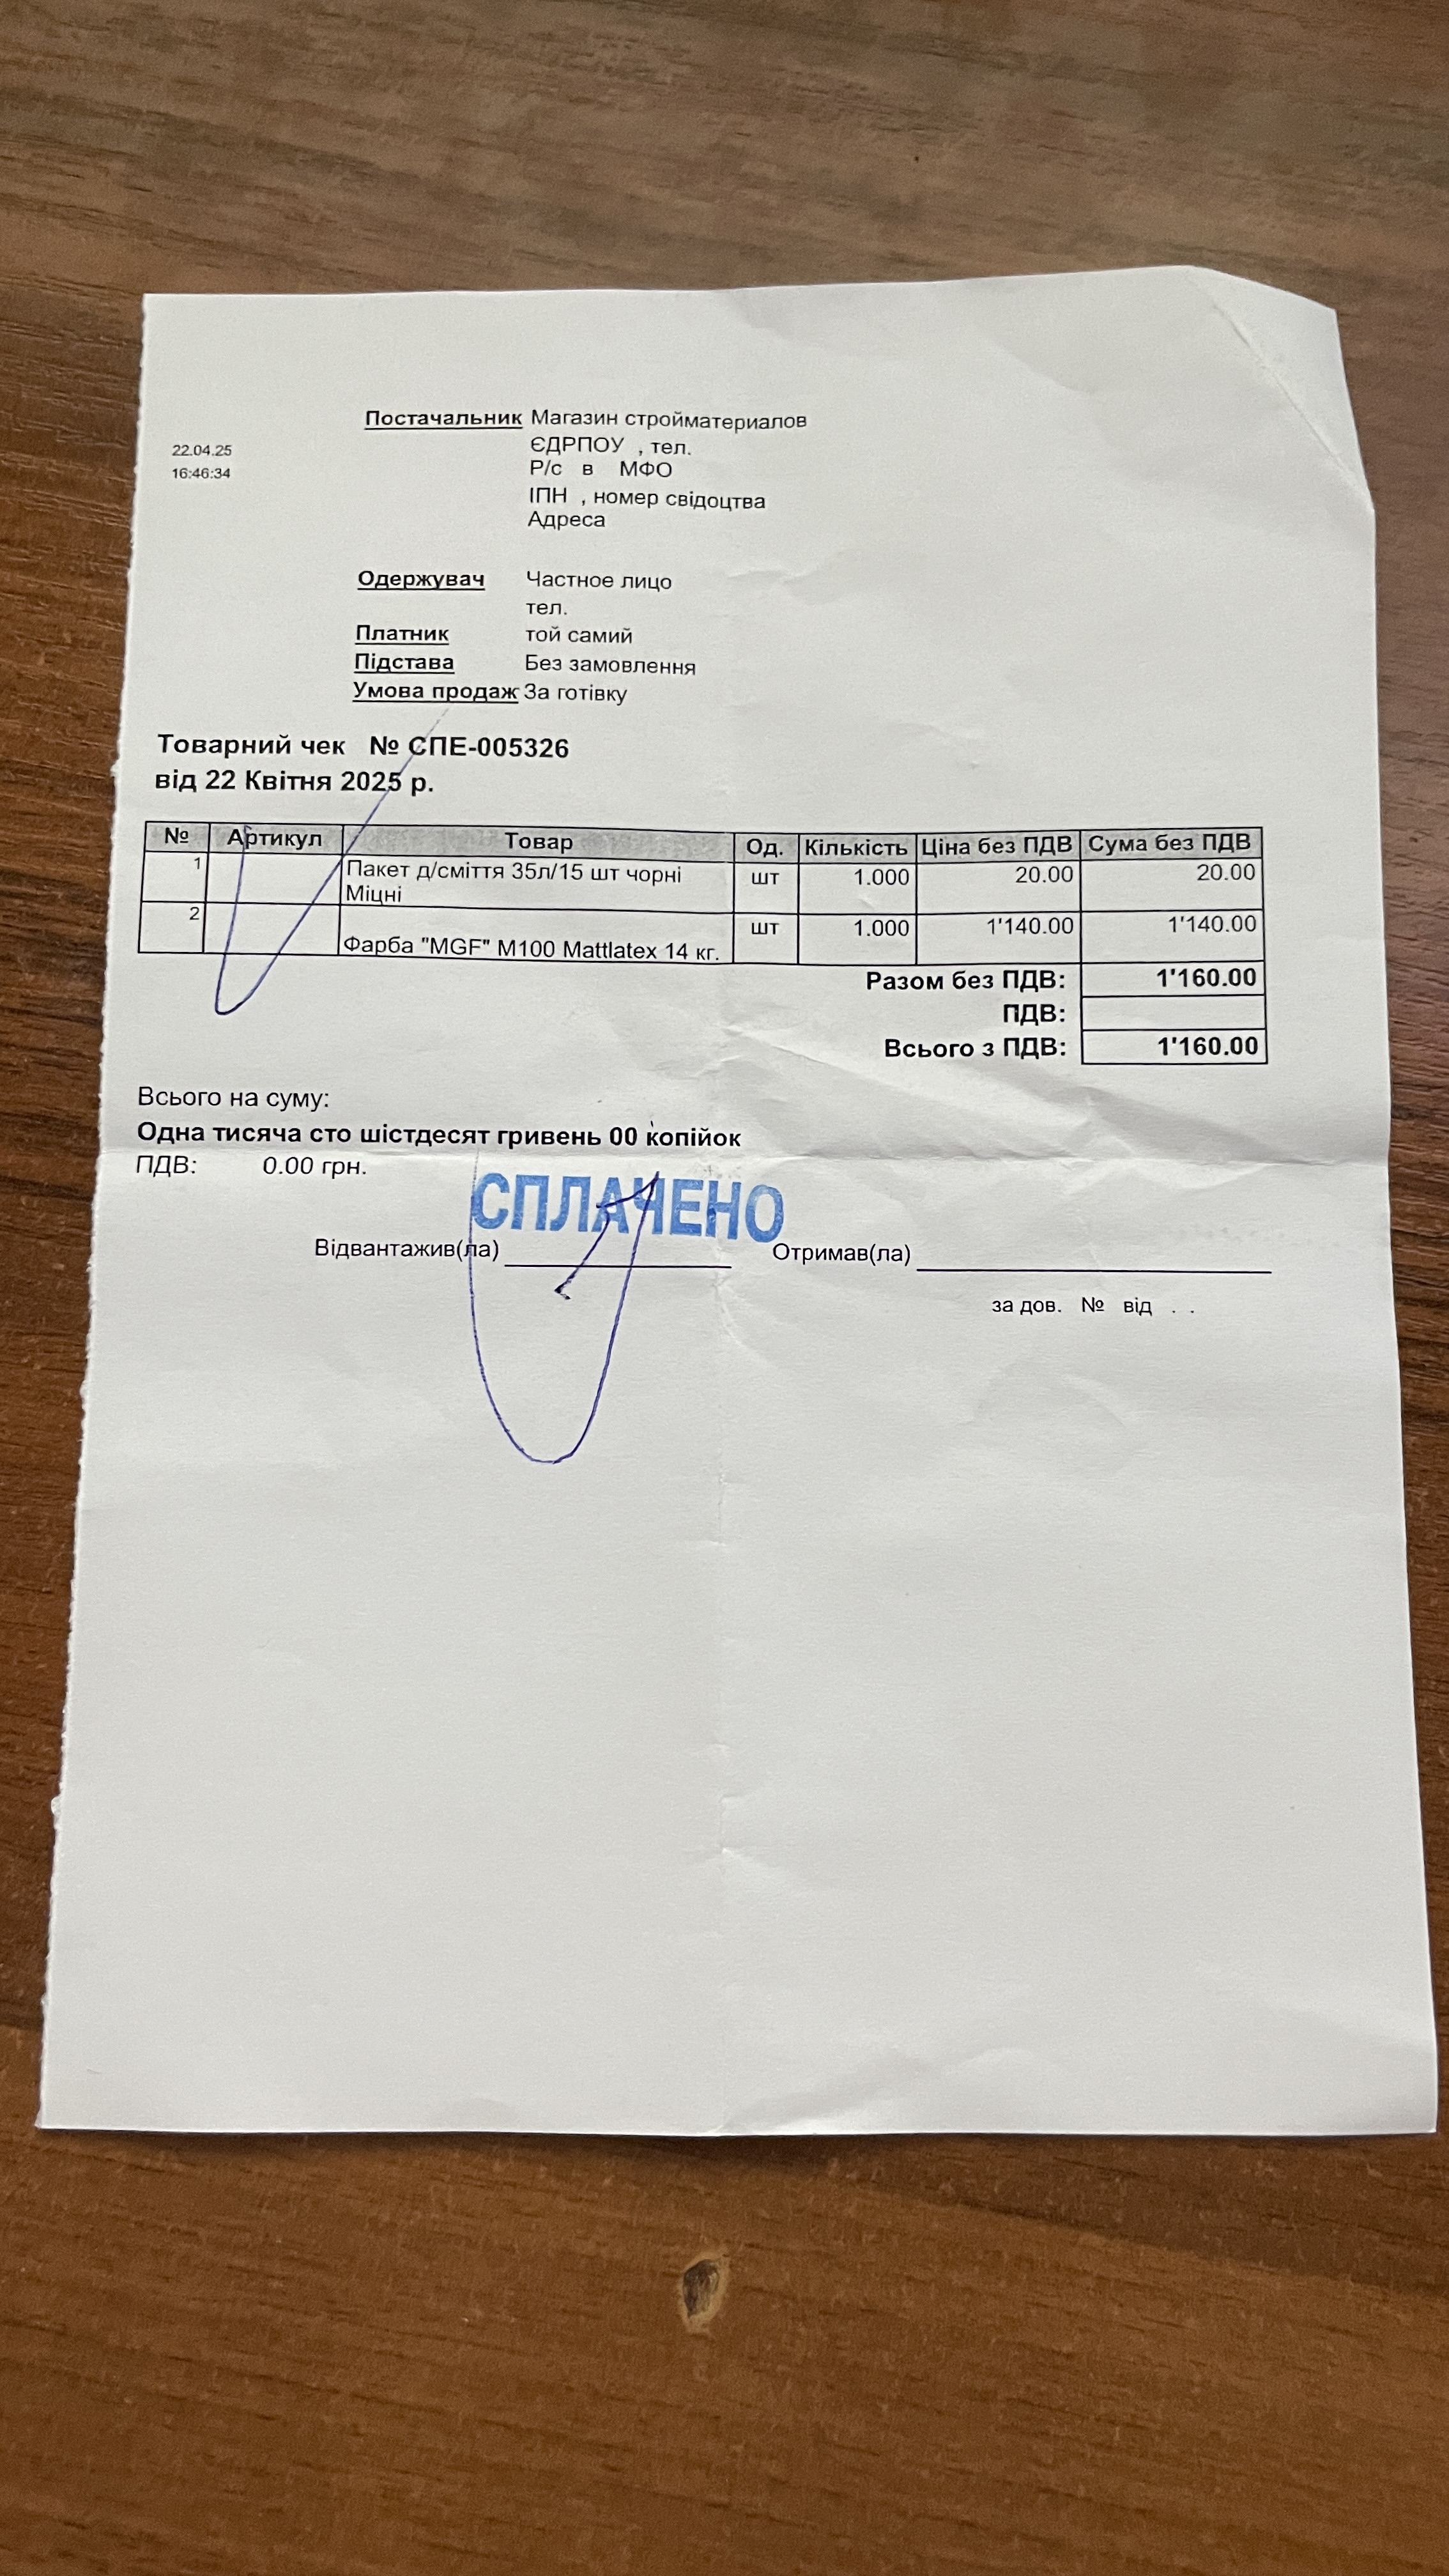 Постачальник Магазин стройматериалов
22.04.25 ЄДРПОУ , тел.
16:46:34 Р/с в МФО
ІПН , номер свідоцтва
Адреса
Одержувач Частное лицо
тел.
Платник той самий
Підстава Без замовлення
Умова продаж За готівку
Товарний чек № СПЕ-005326
від 22 Квітня 2025 р.
№ Артикул Товар Од. Кількість Ціна без ПДВ Сума без ПДВ
1 Пакет д/сміття 35л/15 шт чорні шт 1.000 20.00 20.00
Міцні
2 Фарба "MGF" M100 Mattlatex 14 кг. шт 1.000 1'140.00 1'140.00
Разом без ПДВ: 1'160.00
ПДВ:
Всього з ПДВ: 1'160.00
Всього на суму:
Одна тисяча сто шістдесят гривень 00 копійок
ПДВ: 0.00 грн.
СПЛАЧЕНО
Відвантажив(ла) Отримав(ла)
за дов. № від . .